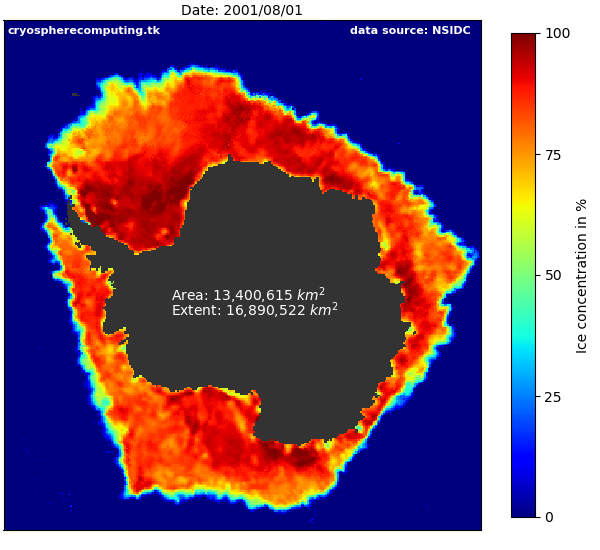 Date: 2001/08/01
cryospherecomputing.tk
data source: NSIDC
Area: 13,400,615 km²
Extent: 16,890,522 km²
100
75
50
25
0
Ice concentration in %